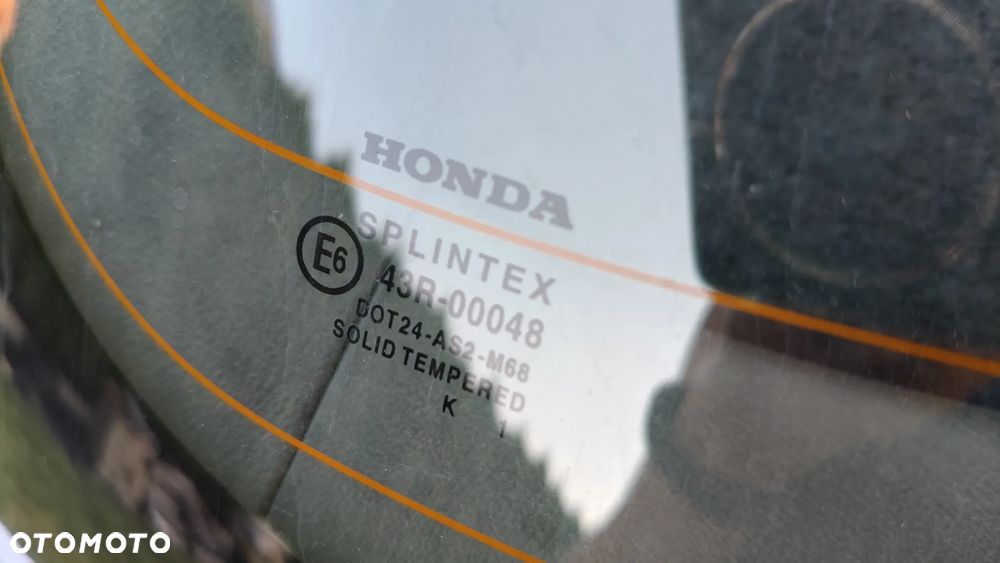 HONDA
SPLINTEX
E6
43R-00048
DOT24-AS2-M68
SOLID TEMPERED
K
OTOMOTO